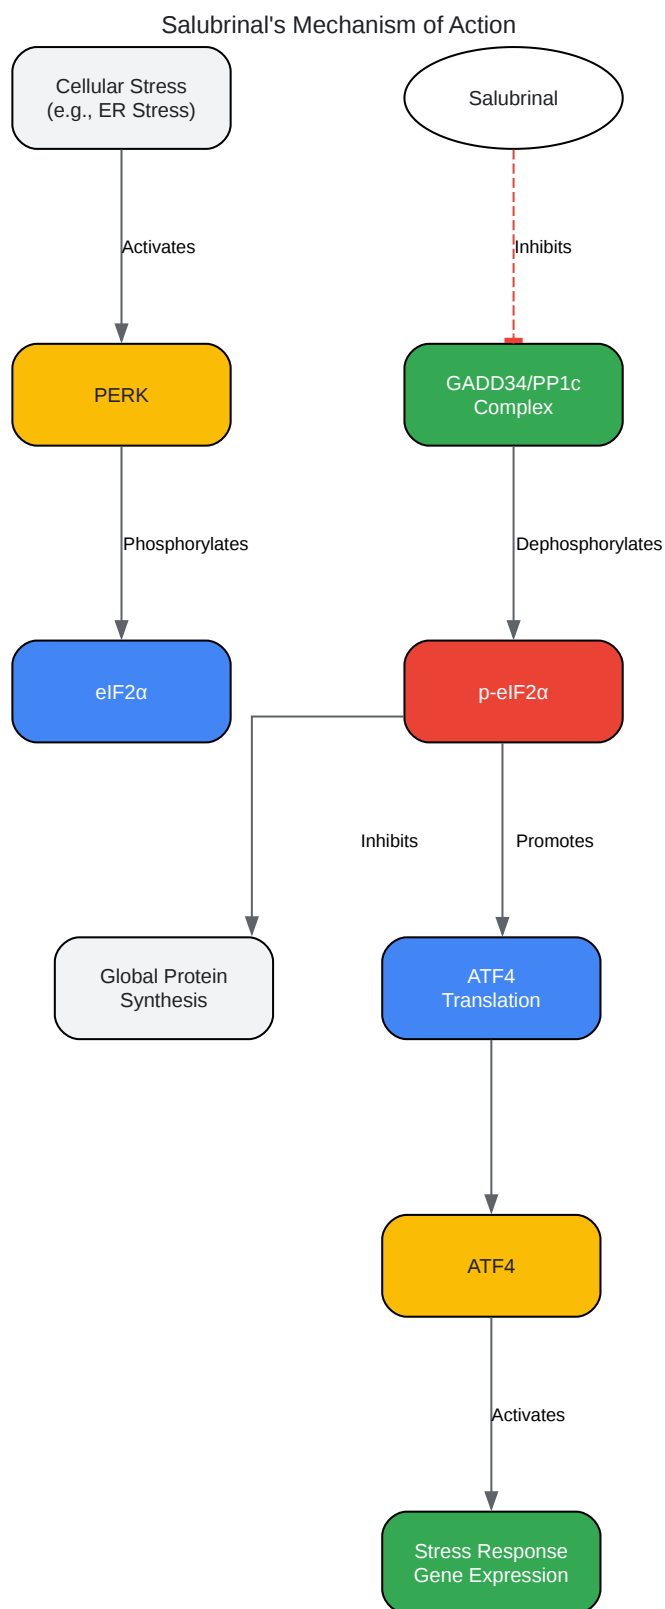 Salubrinal's Mechanism of Action
Cellular Stress
(e.g., ER Stress)
Salubrinal
Activates
Inhibits
PERK
GADD34/PP1c
Complex
Phosphorylates
Dephosphorylates
eIF2α
p-eIF2α
Inhibits
Promotes
Global Protein
Synthesis
ATF4
Translation
ATF4
Activates
Stress Response
Gene Expression